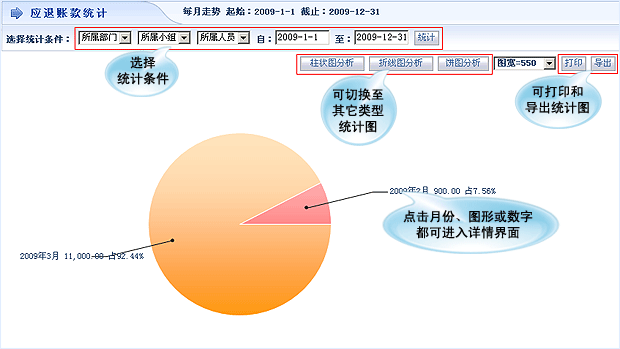 应退账款统计 每月走势 起始：2009-1-1 截止：2009-12-31
选择统计条件： 所属部门 所属小组 所属人员 自： 2009-1-1 至： 2009-12-31 统计
柱状图分析 折线图分析 饼图分析 图宽=550 打印 导出
选择
统计条件
可切换至
其它类型
统计图
可打印和
导出统计图
2009年2月 900.00 占7.56%
点击月份、图形或数字
都可进入详情界面
2009年3月 11,000.00 占92.44%